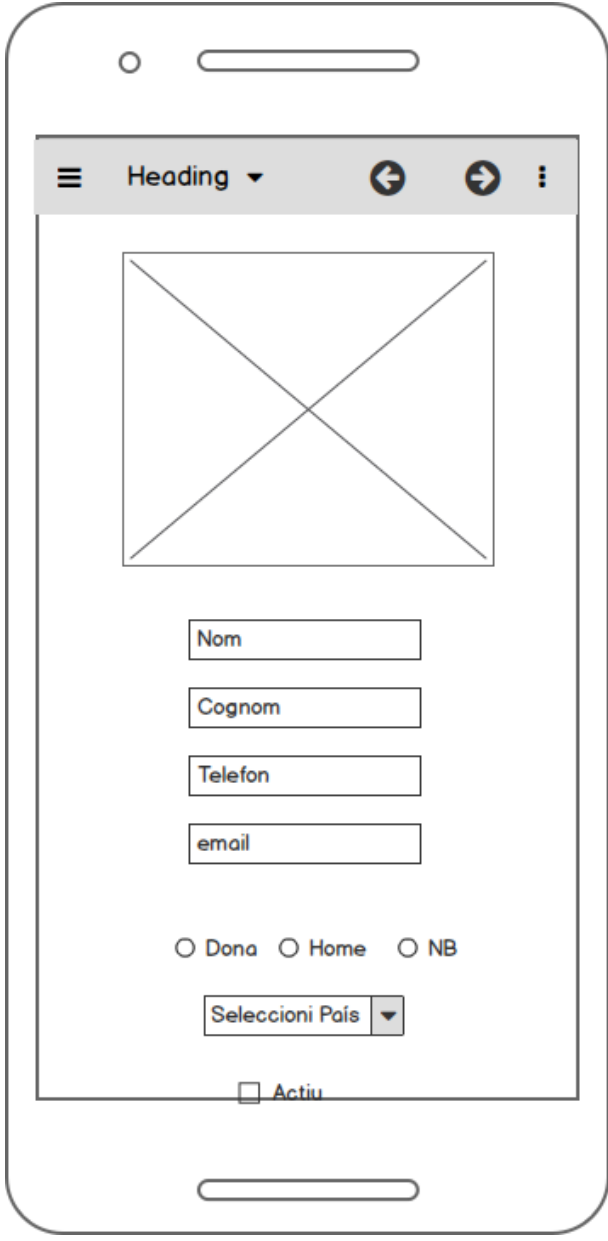 Heading
Nom
Cognom
Telefon
email
Dona Home NB
Seleccioni País
Actiu